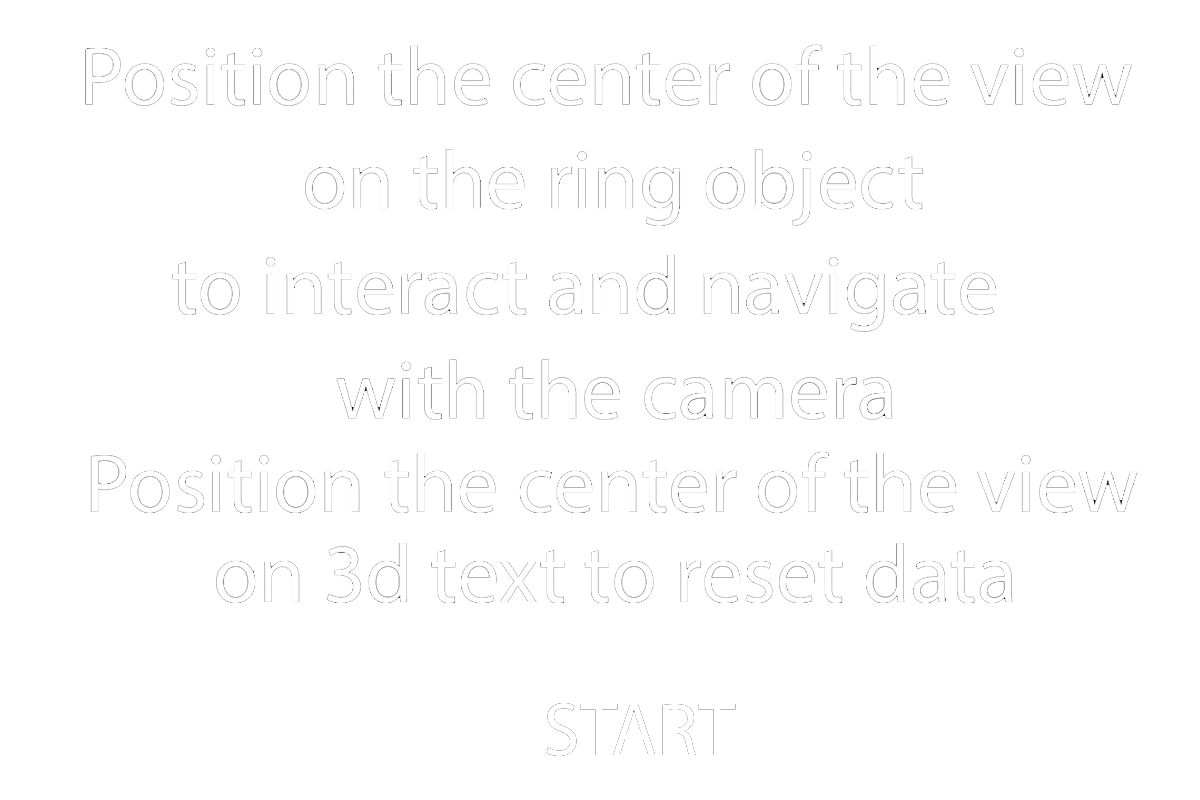 Position the center of the view
on the ring object
to interact and navigate
with the camera
Position the center of the view
on 3d text to reset data
START